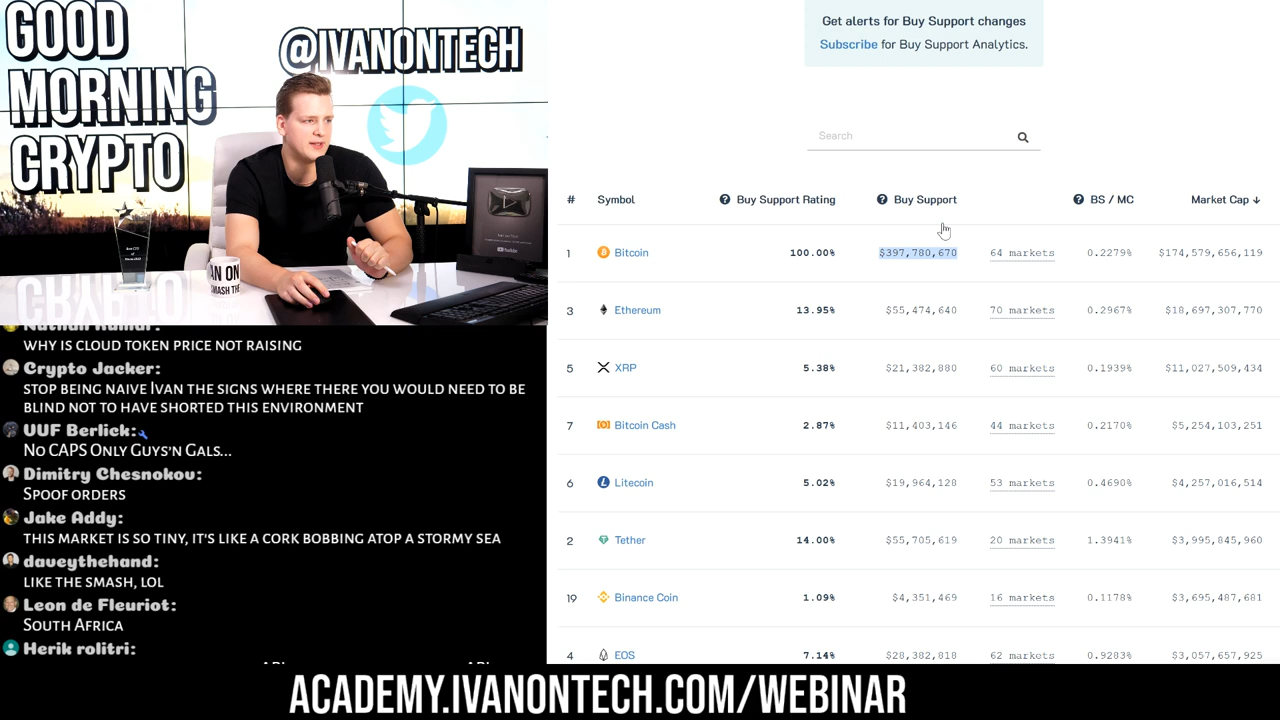 GOOD
MORNING
CRYPTO
@IVANONTECH
AN ON
SMASH THE
YouTube
WHY IS CLOUD TOKEN PRICE NOT RAISING
Crypto Jacker:
STOP BEING NAIVE IVAN THE SIGNS WHERE THERE YOU WOULD NEED TO BE
BLIND NOT TO HAVE SHORTED THIS ENVIRONMENT
UUF Berlick:
NO CAPS ONLY GUYS'N GALS...
Dimitry Chesnokov:
SPOOF ORDERS
Jake Addy:
THIS MARKET IS SO TINY, IT'S LIKE A CORK BOBBING ATOP A STORMY SEA
daveythehand:
LIKE THE SMASH, LOL
Leon de Fleuriot:
SOUTH AFRICA
Herik rolitri:
Get alerts for Buy Support changes
Subscribe for Buy Support Analytics.
Search
# Symbol Buy Support Rating Buy Support BS / MC Market Cap
1 Bitcoin 100.00% $397,780,670 64 markets 0.2279% $174,579,656,119
3 Ethereum 13.95% $55,474,640 70 markets 0.2967% $18,697,307,770
5 XRP 5.38% $21,382,880 60 markets 0.1939% $11,027,509,434
7 Bitcoin Cash 2.87% $11,403,146 44 markets 0.2170% $5,254,103,251
6 Litecoin 5.02% $19,964,128 53 markets 0.4690% $4,257,016,514
2 Tether 14.00% $55,705,619 20 markets 1.3941% $3,995,845,960
19 Binance Coin 1.09% $4,351,469 16 markets 0.1178% $3,695,487,681
4 EOS 7.14% $28,382,818 62 markets 0.9283% $3,057,657,925
ACADEMY.IVANONTECH.COM/WEBINAR